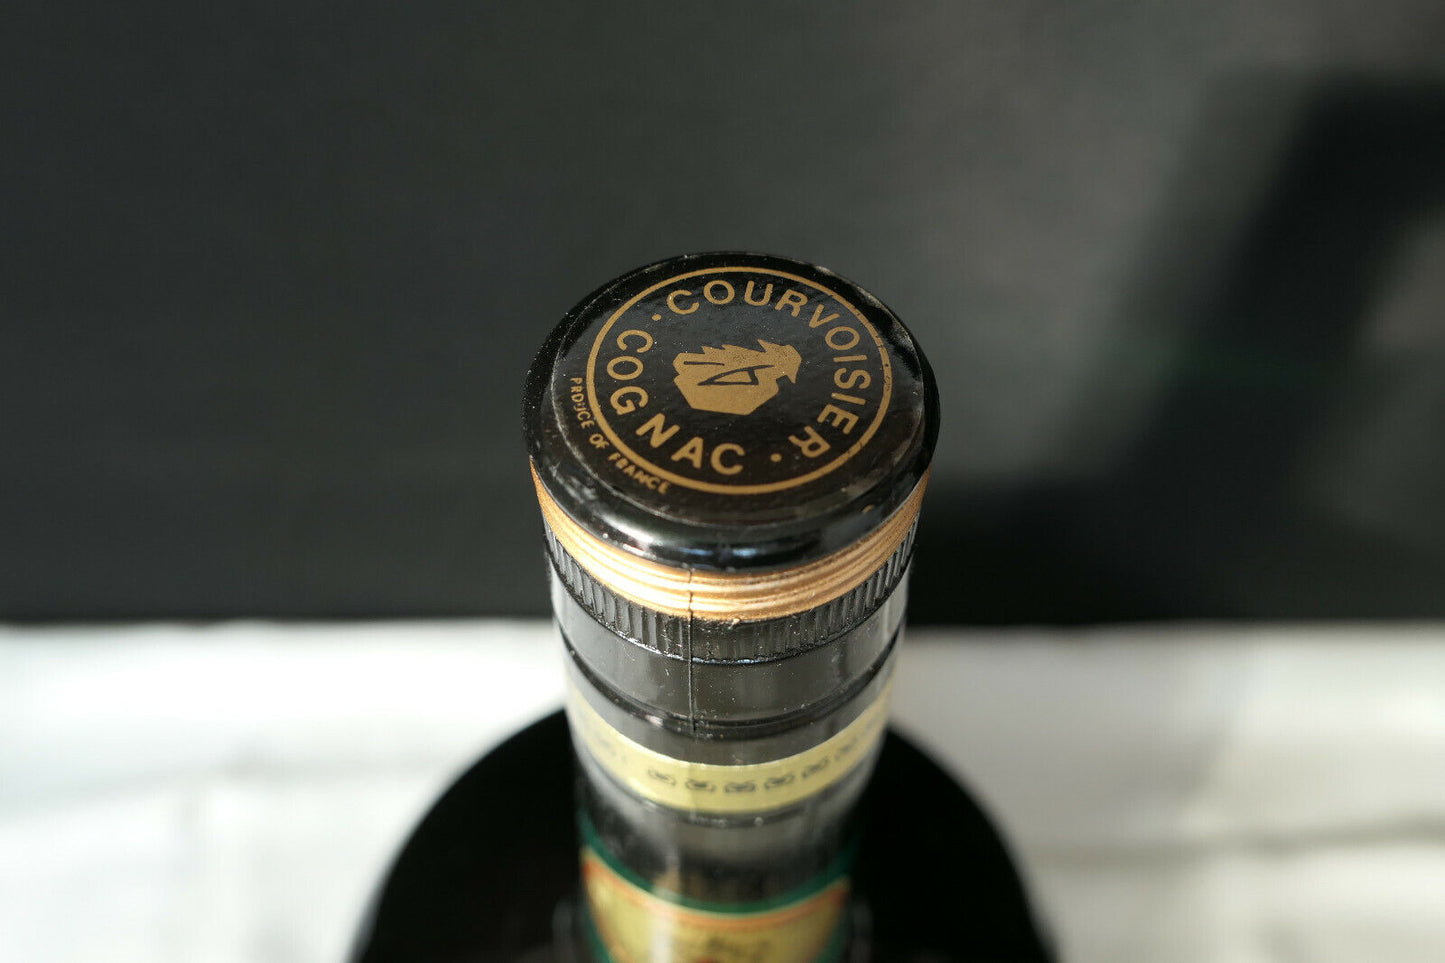 · COURVOISIER ·
COGNAC
PRODUCE OF FRANCE